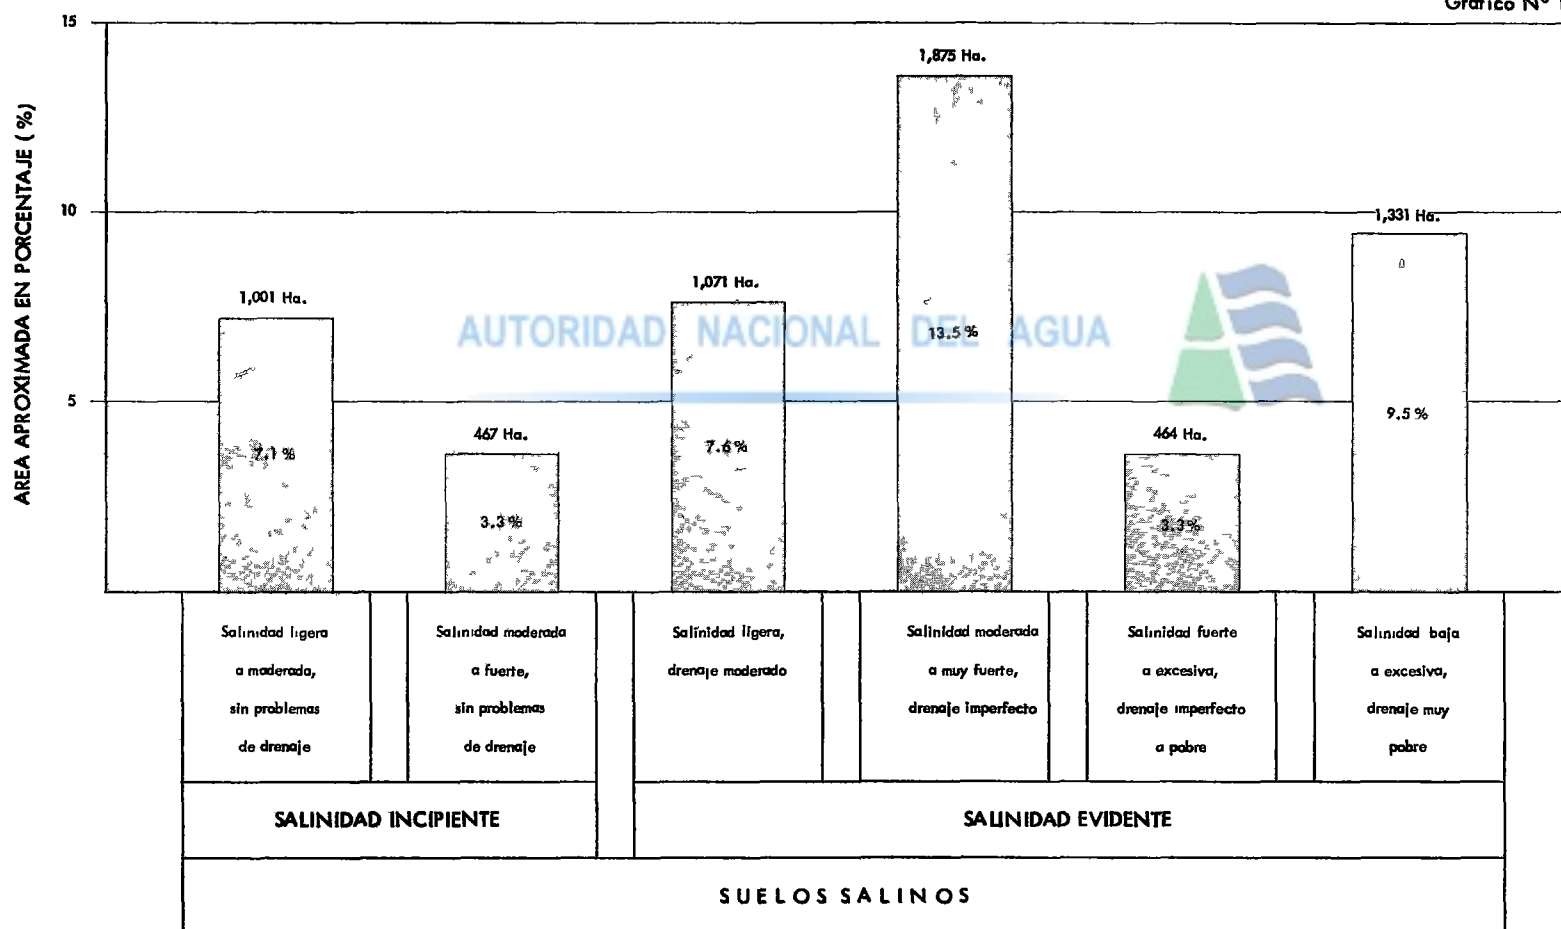 Gráfico Nº
AREA APROXIMADA EN PORCENTAJE (%)
15
10
5
1,001 Ha.
7.1 %
467 Ha.
3.3 %
1,071 Ha.
7.6 %
1,875 Ha.
13.5 %
464 Ha.
3.3%
1,331 Ha.
9.5 %
AUTORIDAD NACIONAL DEL AGUA
Salinidad ligera
a maderada,
sin problemas
de drenaje
Salinidad moderada
a fuerte,
sin problemas
de drenaje
Salinidad ligera,
drenaje moderado
Salinidad moderada
a muy fuerte,
drenaje imperfecto
Salinidad fuerte
a excesiva,
drenaje imperfecto
a pobre
Salinidad baja
a excesiva,
drenaje muy
pobre
SALINIDAD INCIPIENTE
SALINIDAD EVIDENTE
SUELOS SALINOS